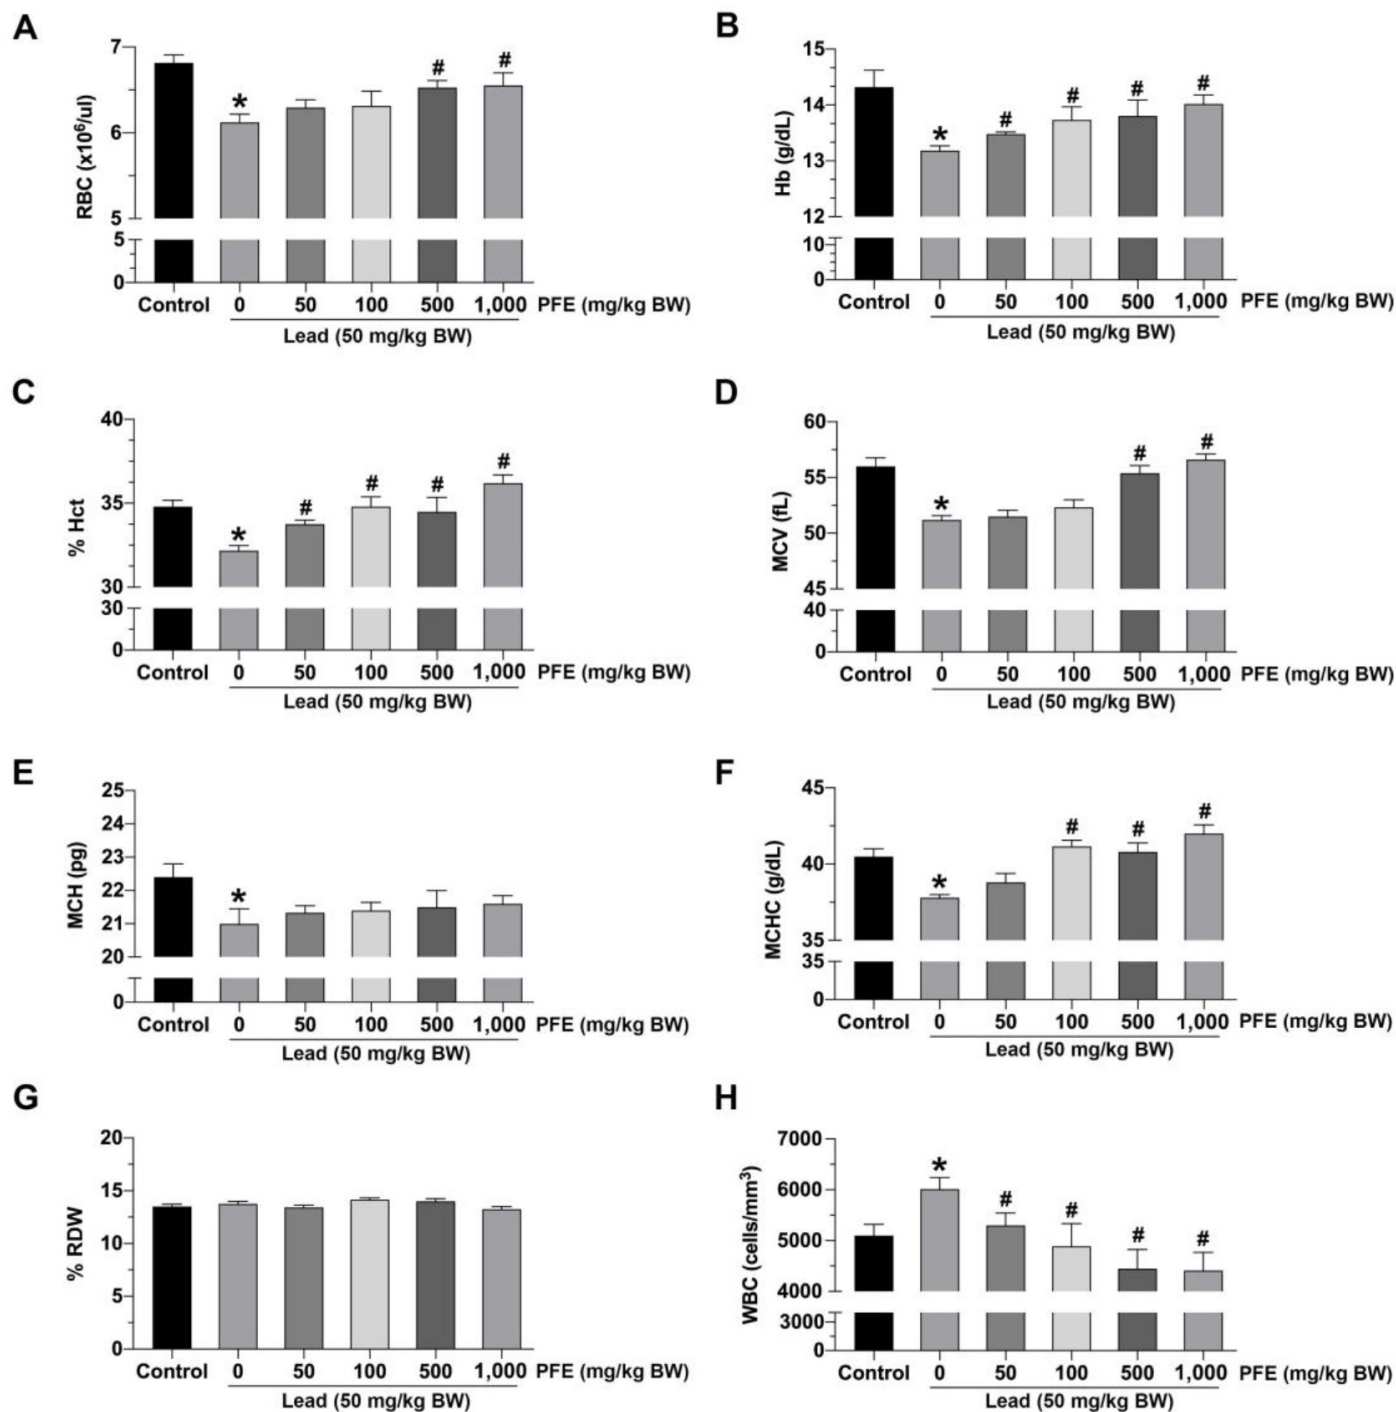 A
RBC (x10⁶/ul)
7
6
5
5
0
*
#
#
Control 0 50 100 500 1,000 PFE (mg/kg BW)
Lead (50 mg/kg BW)
B
Hb (g/dL)
15
14
13
12
10
0
*
#
#
#
#
Control 0 50 100 500 1,000 PFE (mg/kg BW)
Lead (50 mg/kg BW)
C
% Hct
40
35
30
30
0
*
#
#
#
#
Control 0 50 100 500 1,000 PFE (mg/kg BW)
Lead (50 mg/kg BW)
D
MCV (fL)
60
55
50
45
40
0
*
#
#
Control 0 50 100 500 1,000 PFE (mg/kg BW)
Lead (50 mg/kg BW)
E
MCH (pg)
25
24
23
22
21
20
0
*
Control 0 50 100 500 1,000 PFE (mg/kg BW)
Lead (50 mg/kg BW)
F
MCHC (g/dL)
45
40
35
35
0
*
#
#
#
Control 0 50 100 500 1,000 PFE (mg/kg BW)
Lead (50 mg/kg BW)
G
% RDW
20
15
10
5
0
Control 0 50 100 500 1,000 PFE (mg/kg BW)
Lead (50 mg/kg BW)
H
WBC (cells/mm³)
7000
6000
5000
4000
3000
0
*
#
#
#
#
Control 0 50 100 500 1,000 PFE (mg/kg BW)
Lead (50 mg/kg BW)